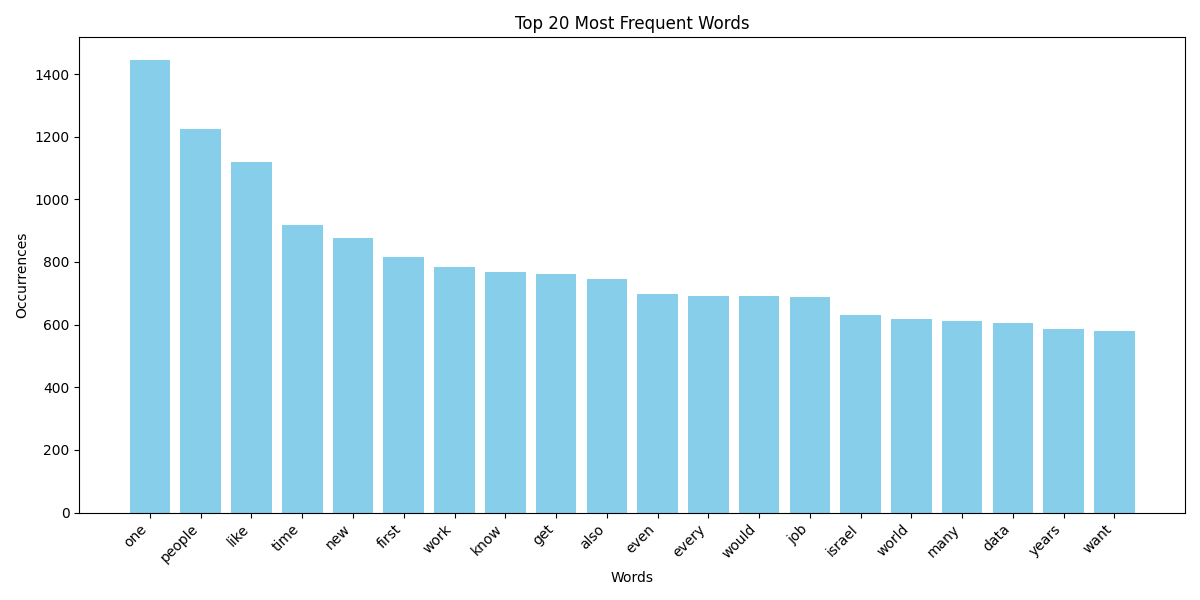 Top 20 Most Frequent Words
Occurrences
1400
1200
1000
800
600
400
200
0
one
people
like
time
new
first
work
know
get
also
even
every
would
job
israel
world
many
data
years
want
Words